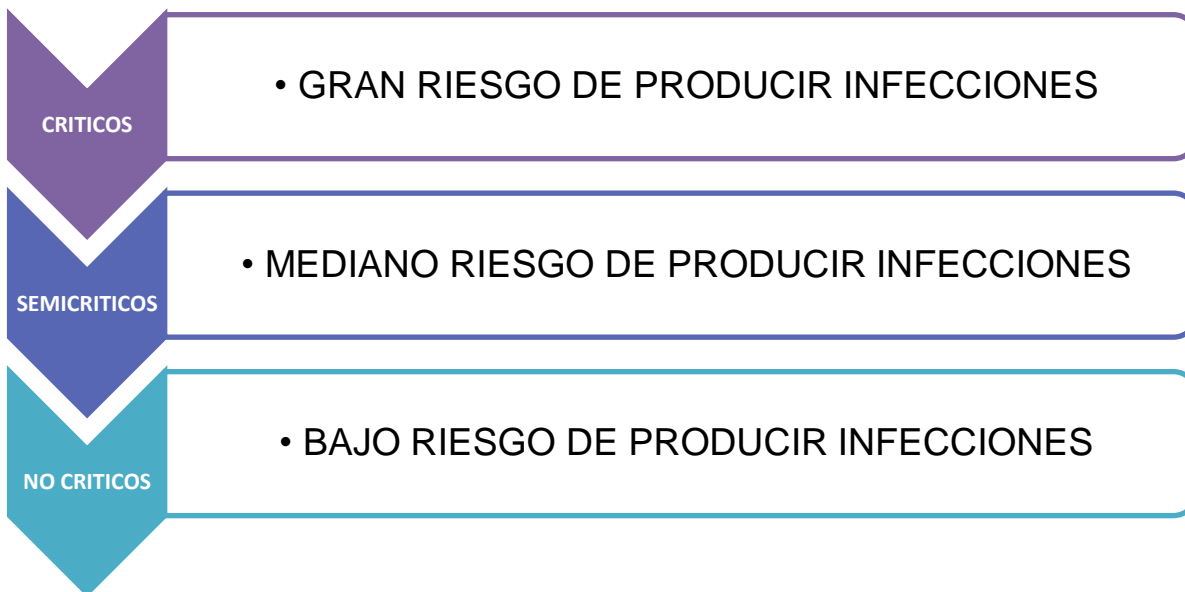 CRITICOS
• GRAN RIESGO DE PRODUCIR INFECCIONES
SEMICRITICOS
• MEDIANO RIESGO DE PRODUCIR INFECCIONES
NO CRITICOS
• BAJO RIESGO DE PRODUCIR INFECCIONES